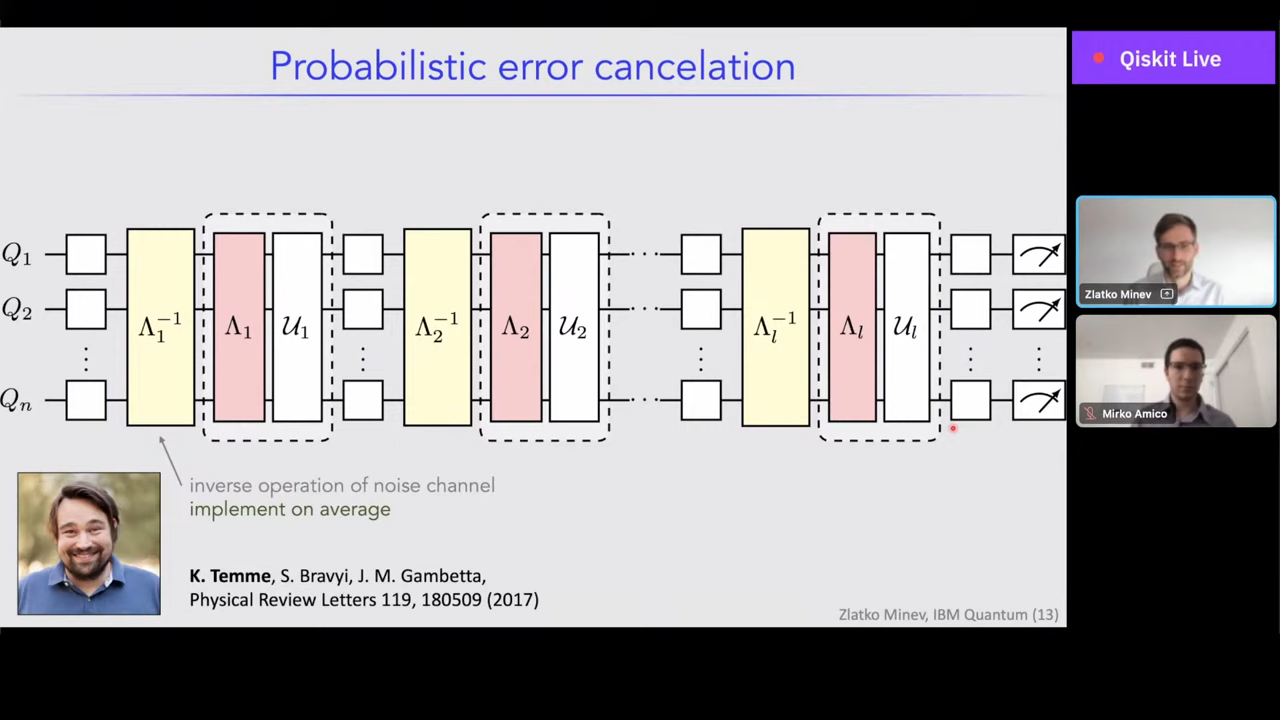 Probabilistic error cancelation
Qiskit Live
Q₁
Q₂
Qₙ
Λ₁⁻¹
Λ₁
𝒰₁
Λ₂⁻¹
Λ₂
𝒰₂
Λₗ⁻¹
Λₗ
𝒰ₗ
Zlatko Minev
Mirko Amico
inverse operation of noise channel
implement on average
K. Temme, S. Bravyi, J. M. Gambetta,
Physical Review Letters 119, 180509 (2017)
Zlatko Minev, IBM Quantum (13)